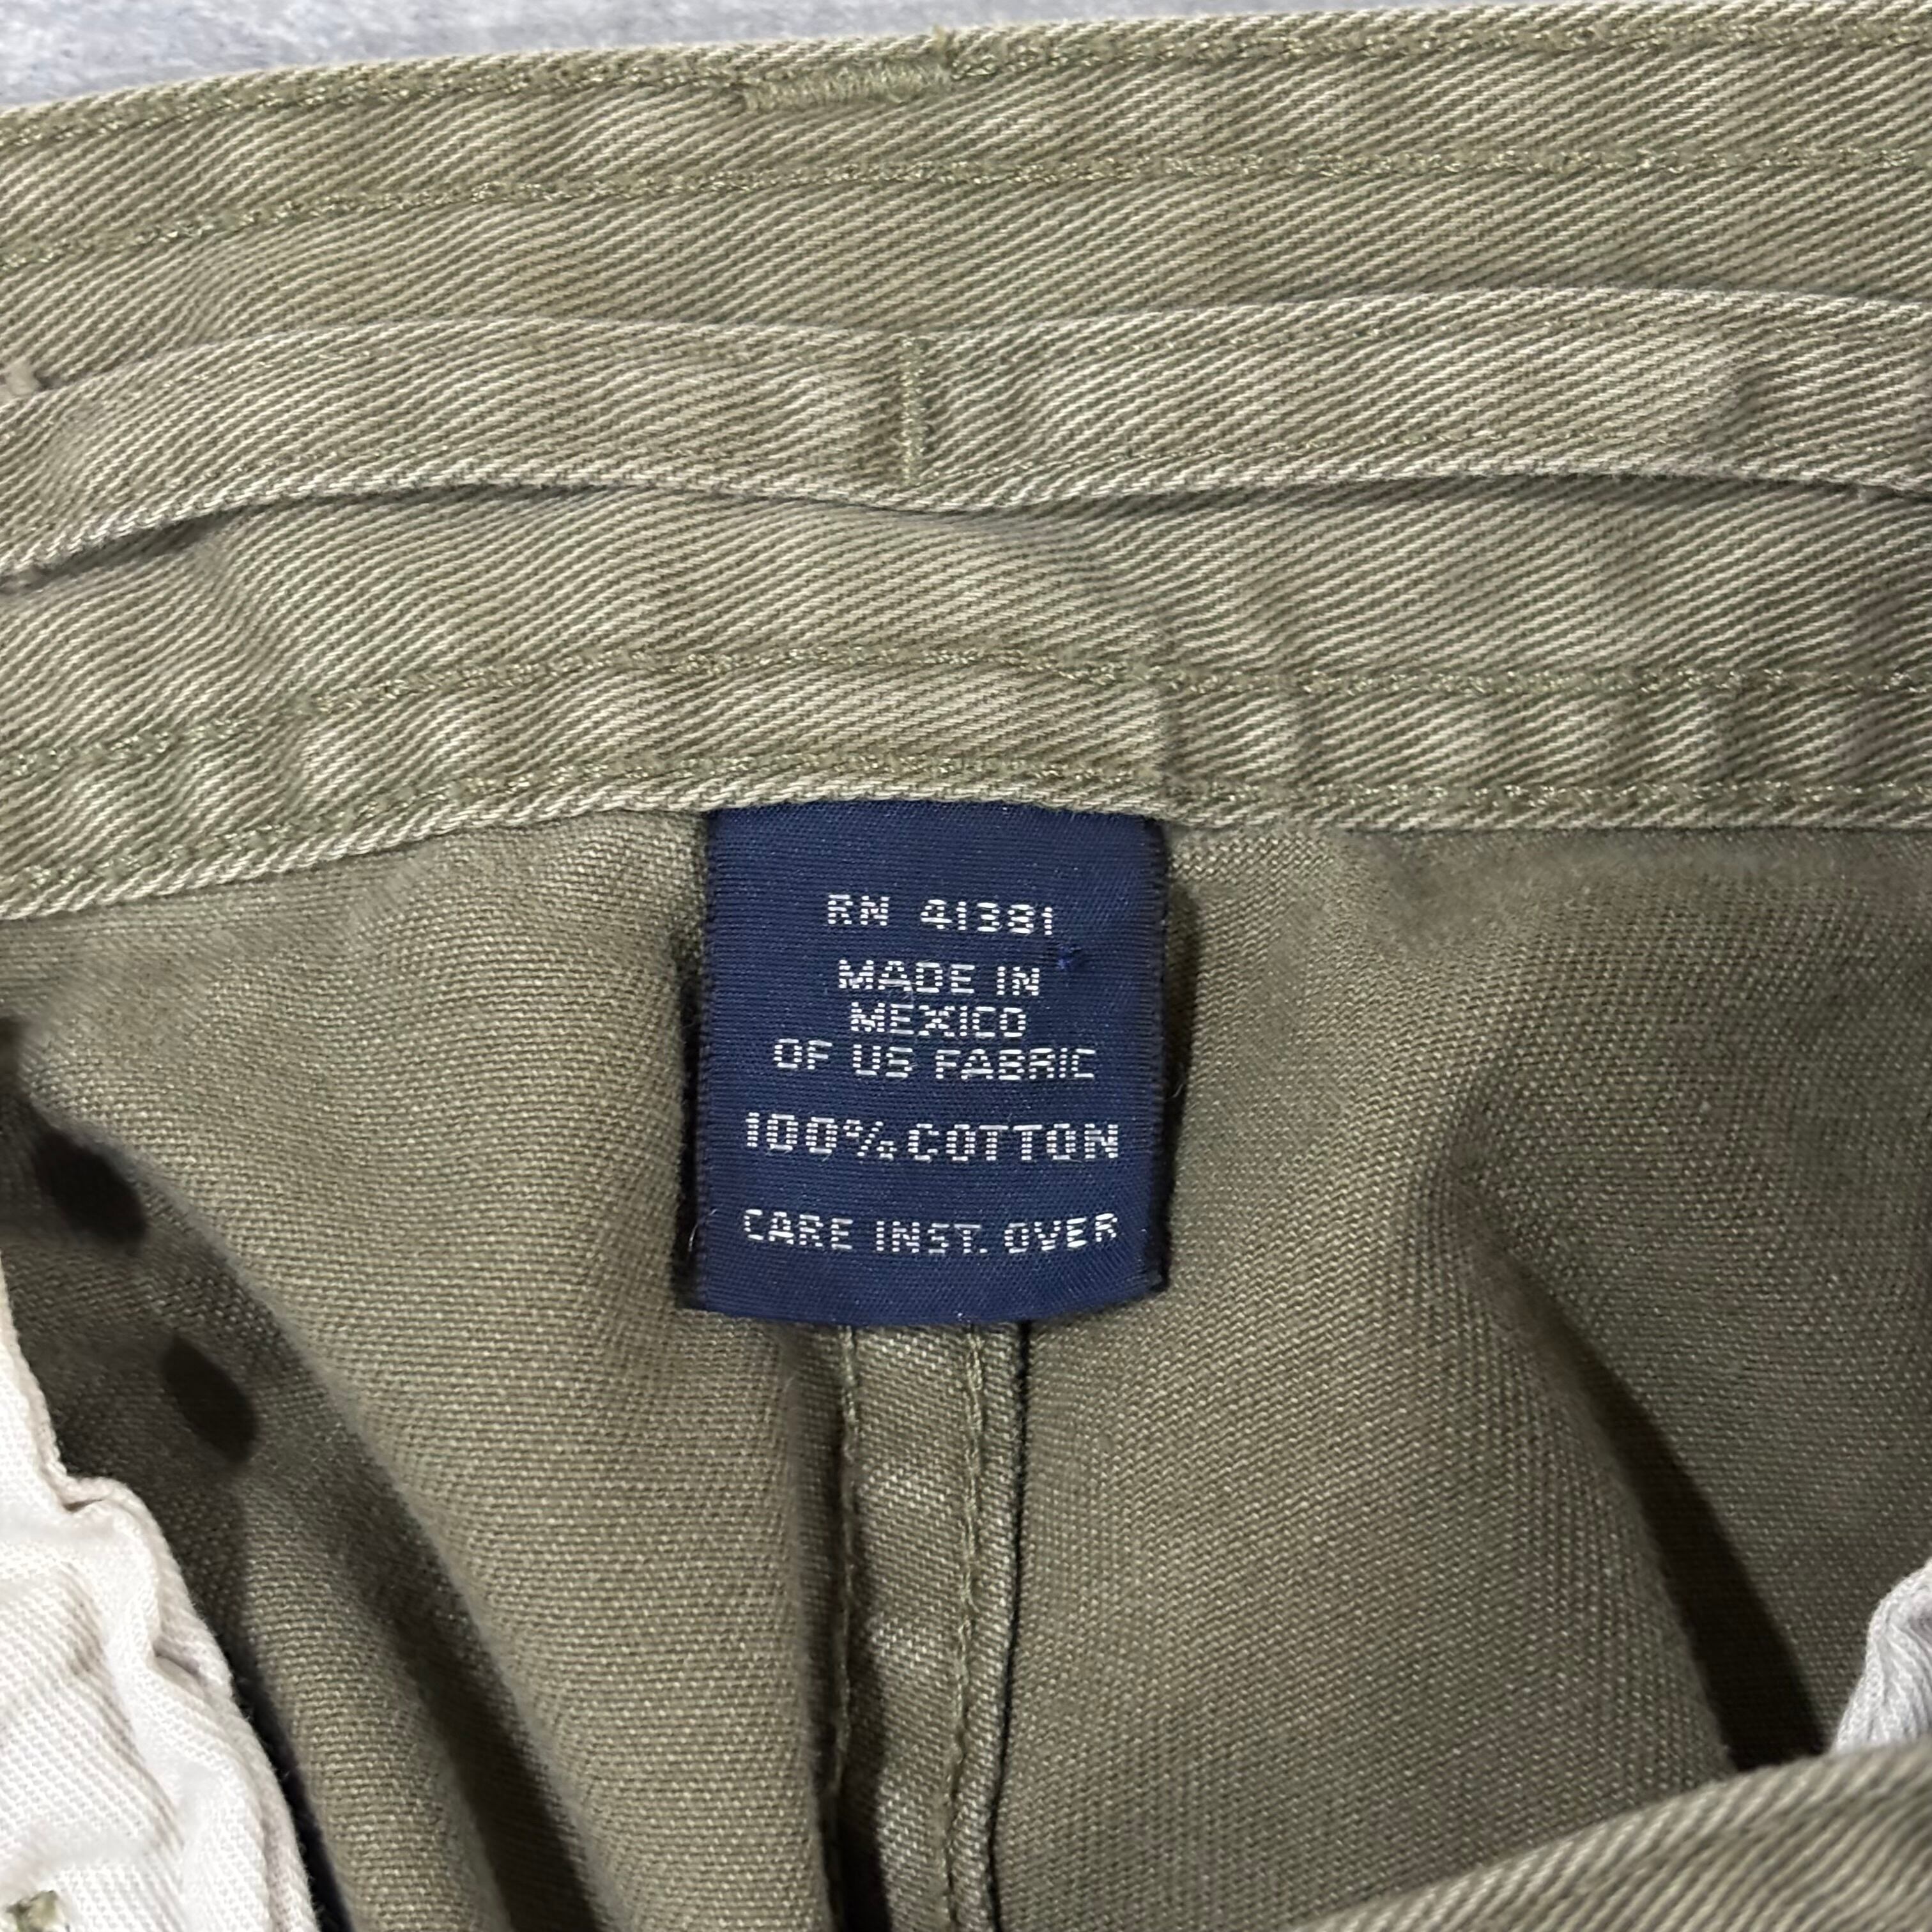 RN 41381
MADE IN
MEXICO
OF US FABRIC
100% COTTON
CARE INST. OVER